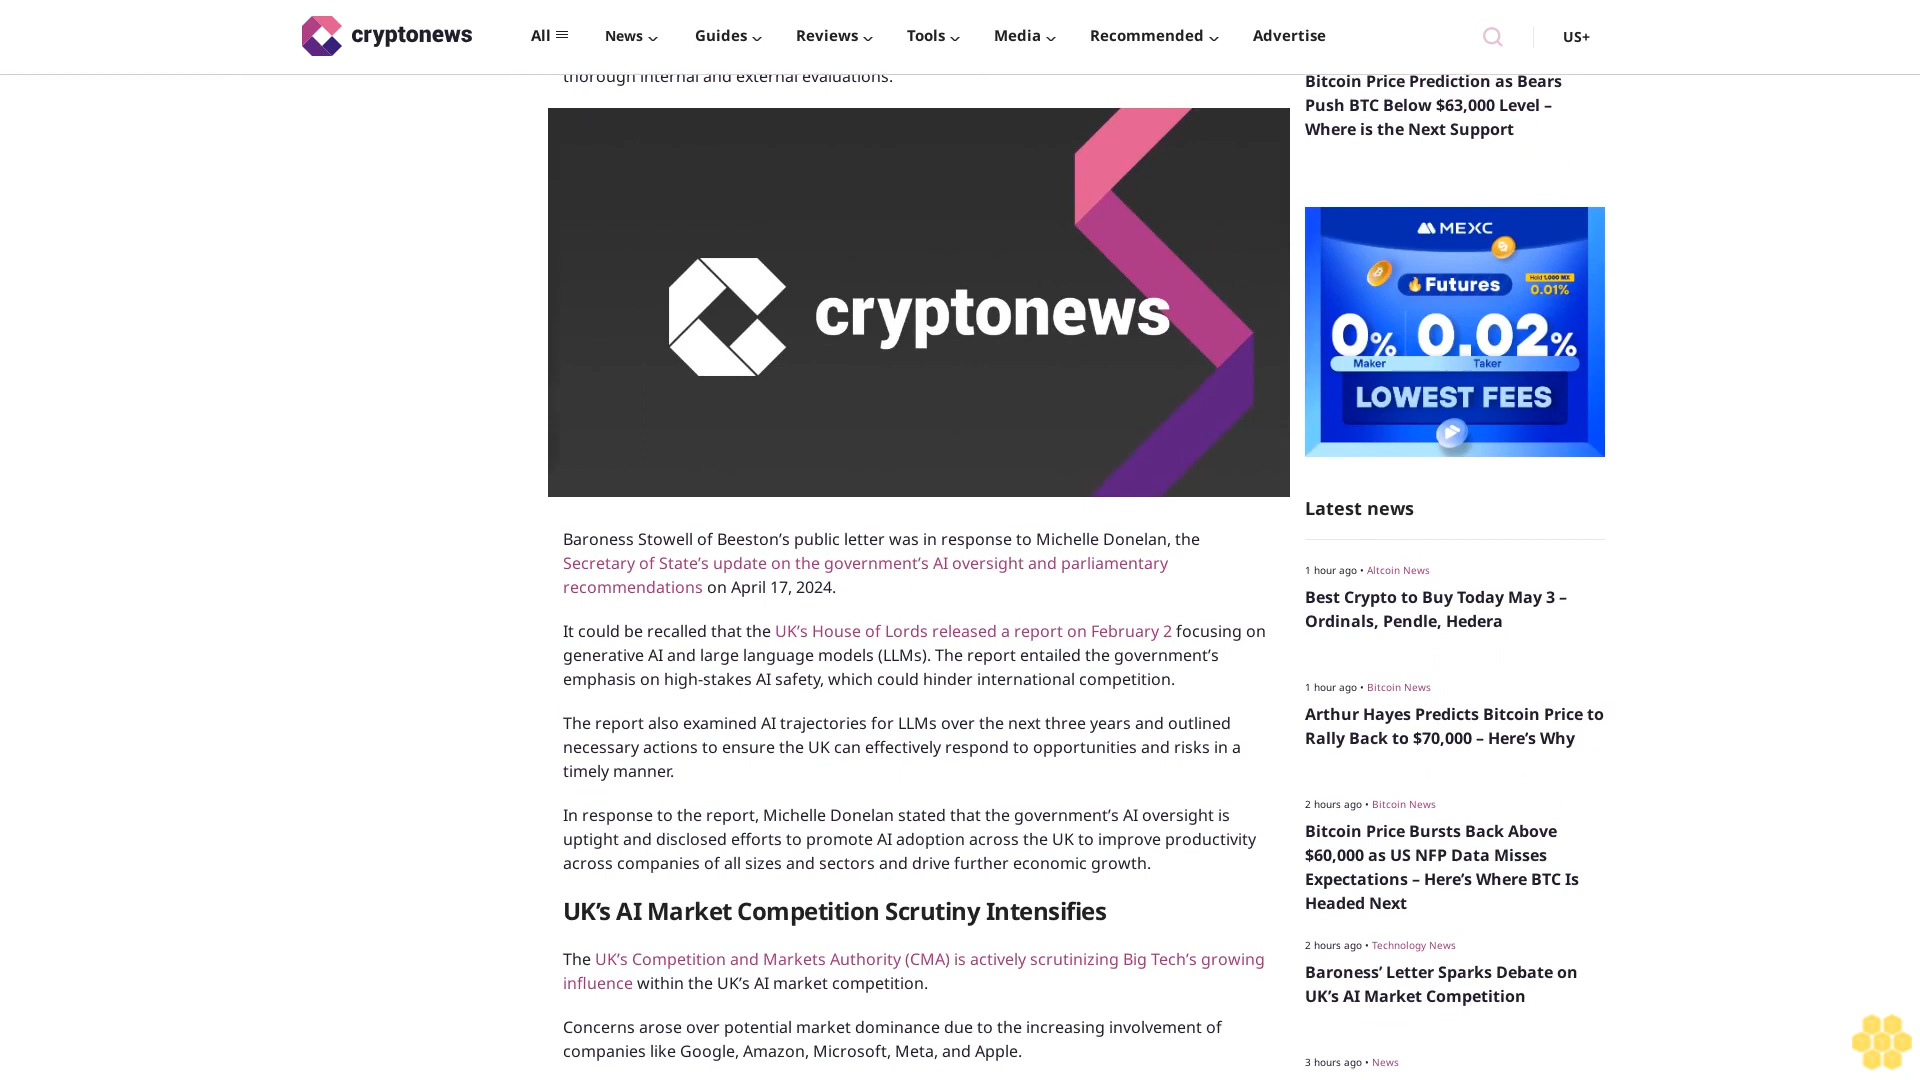 cryptonews
All
News
Guides
Reviews
Tools
Media
Recommended
Advertise
US+
thorough internal and external evaluations.
cryptonews
Baroness Stowell of Beeston’s public letter was in response to Michelle Donelan, the
Secretary of State’s update on the government’s AI oversight and parliamentary
recommendations on April 17, 2024.
It could be recalled that the UK’s House of Lords released a report on February 2 focusing on
generative AI and large language models (LLMs). The report entailed the government’s
emphasis on high-stakes AI safety, which could hinder international competition.
The report also examined AI trajectories for LLMs over the next three years and outlined
necessary actions to ensure the UK can effectively respond to opportunities and risks in a
timely manner.
In response to the report, Michelle Donelan stated that the government’s AI oversight is
uptight and disclosed efforts to promote AI adoption across the UK to improve productivity
across companies of all sizes and sectors and drive further economic growth.
UK’s AI Market Competition Scrutiny Intensifies
The UK’s Competition and Markets Authority (CMA) is actively scrutinizing Big Tech’s growing
influence within the UK’s AI market competition.
Concerns arose over potential market dominance due to the increasing involvement of
companies like Google, Amazon, Microsoft, Meta, and Apple.
Bitcoin Price Prediction as Bears
Push BTC Below $63,000 Level –
Where is the Next Support
MEXC
Futures
Hold 1,000 MX
0.01%
0% 0.02%
Maker Taker
LOWEST FEES
Latest news
1 hour ago • Altcoin News
Best Crypto to Buy Today May 3 –
Ordinals, Pendle, Hedera
1 hour ago • Bitcoin News
Arthur Hayes Predicts Bitcoin Price to
Rally Back to $70,000 – Here’s Why
2 hours ago • Bitcoin News
Bitcoin Price Bursts Back Above
$60,000 as US NFP Data Misses
Expectations – Here’s Where BTC Is
Headed Next
2 hours ago • Technology News
Baroness’ Letter Sparks Debate on
UK’s AI Market Competition
3 hours ago • News